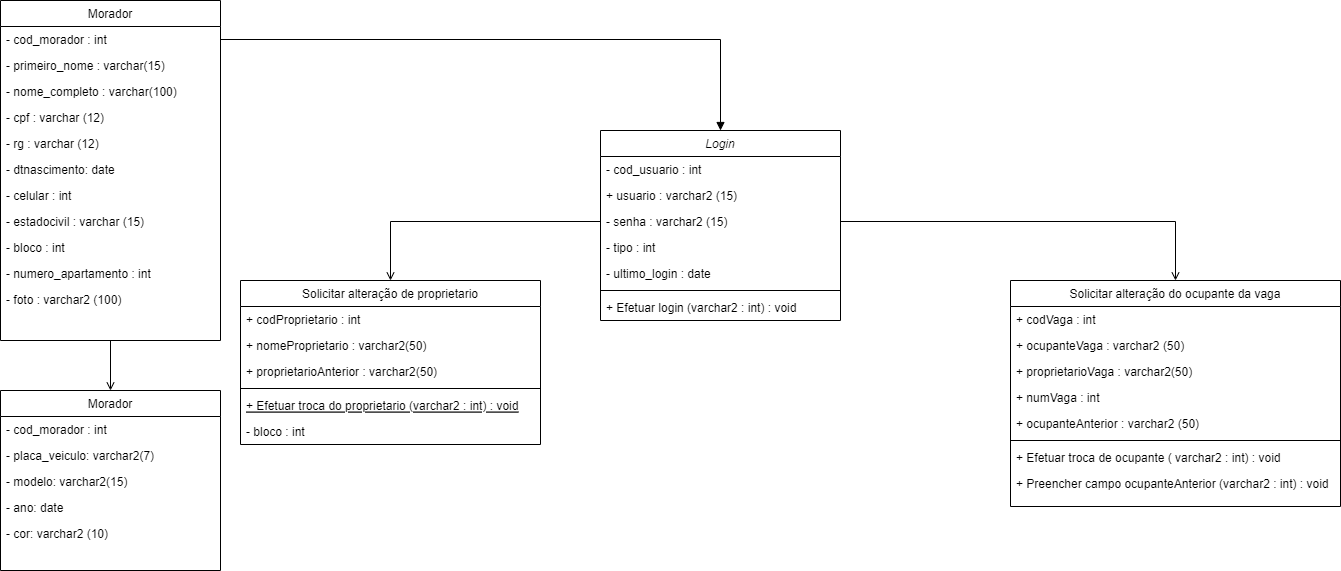 Morador
- cod_morador : int
- primeiro_nome : varchar(15)
- nome_completo : varchar(100)
- cpf : varchar (12)
- rg : varchar (12)
- dtnascimento: date
- celular : int
- estadocivil : varchar (15)
- bloco : int
- numero_apartamento : int
- foto : varchar2 (100)
Morador
- cod_morador : int
- placa_veiculo: varchar2(7)
- modelo: varchar2(15)
- ano: date
- cor: varchar2 (10)
Solicitar alteração de proprietario
+ codProprietario : int
+ nomeProprietario : varchar2(50)
+ proprietarioAnterior : varchar2(50)
+ Efetuar troca do proprietario (varchar2 : int) : void
- bloco : int
Login
- cod_usuario : int
+ usuario : varchar2 (15)
- senha : varchar2 (15)
- tipo : int
- ultimo_login : date
+ Efetuar login (varchar2 : int) : void
Solicitar alteração do ocupante da vaga
+ codVaga : int
+ ocupanteVaga : varchar2 (50)
+ proprietarioVaga : varchar2(50)
+ numVaga : int
+ ocupanteAnterior : varchar2 (50)
+ Efetuar troca de ocupante ( varchar2 : int) : void
+ Preencher campo ocupanteAnterior (varchar2 : int) : void